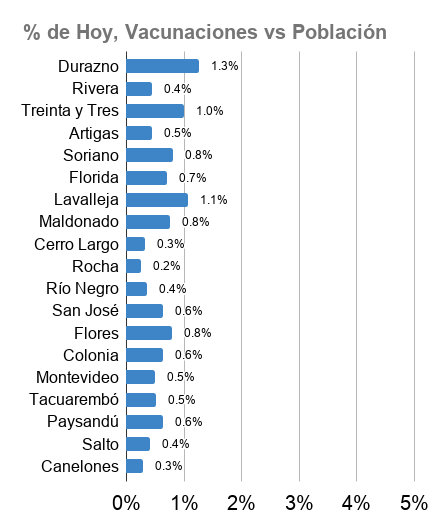 % de Hoy, Vacunaciones vs Población
Durazno 1.3%
Rivera 0.4%
Treinta y Tres 1.0%
Artigas 0.5%
Soriano 0.8%
Florida 0.7%
Lavalleja 1.1%
Maldonado 0.8%
Cerro Largo 0.3%
Rocha 0.2%
Río Negro 0.4%
San José 0.6%
Flores 0.8%
Colonia 0.6%
Montevideo 0.5%
Tacuarembó 0.5%
Paysandú 0.6%
Salto 0.4%
Canelones 0.3%
0% 1% 2% 3% 4% 5%